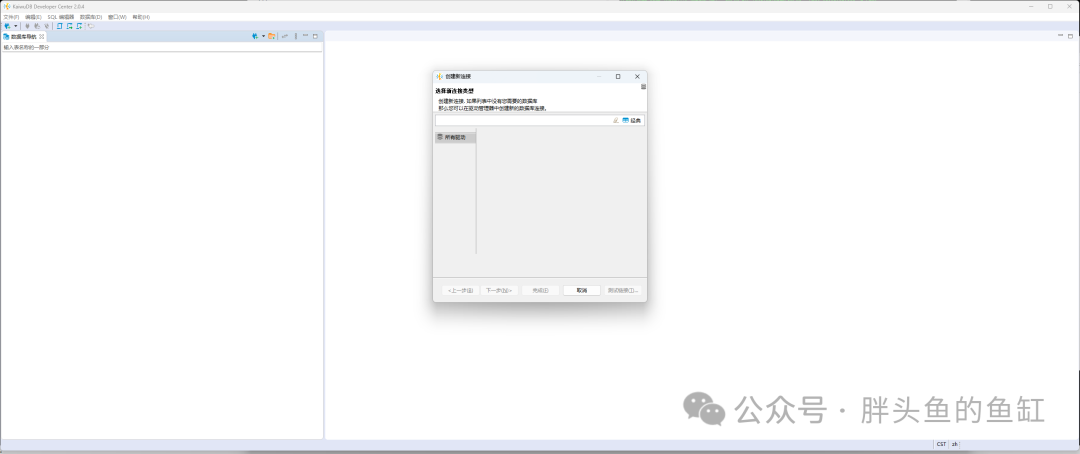 KaiwuDB Developer Center 2.0.4
文件(F) 编辑(E) SQL 编辑器 数据库(D) 窗口(W) 帮助(H)
数据库导航
输入表名称的一部分
创建新连接
选择新连接类型
创建新连接. 如果列表中没有您需要的数据库
那么您可以在驱动管理器中创建新的数据库连接。
经典
所有驱动
<上一步(B) 下一步(N)> 完成(F) 取消 测试链接(T)...
公众号 · 胖头鱼的鱼缸
CST zh